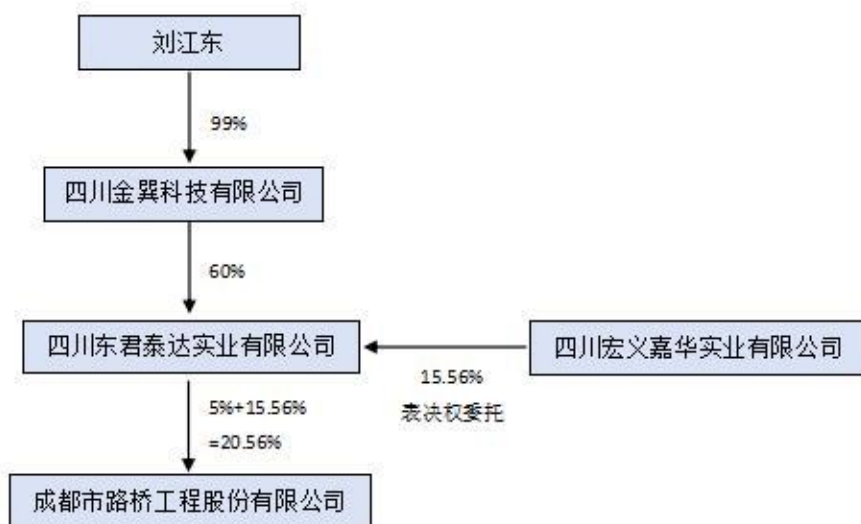 刘江东
99%
四川金巽科技有限公司
60%
四川东君泰达实业有限公司
四川宏义嘉华实业有限公司
15.56%
表决权委托
5%+15.56%
=20.56%
成都市路桥工程股份有限公司